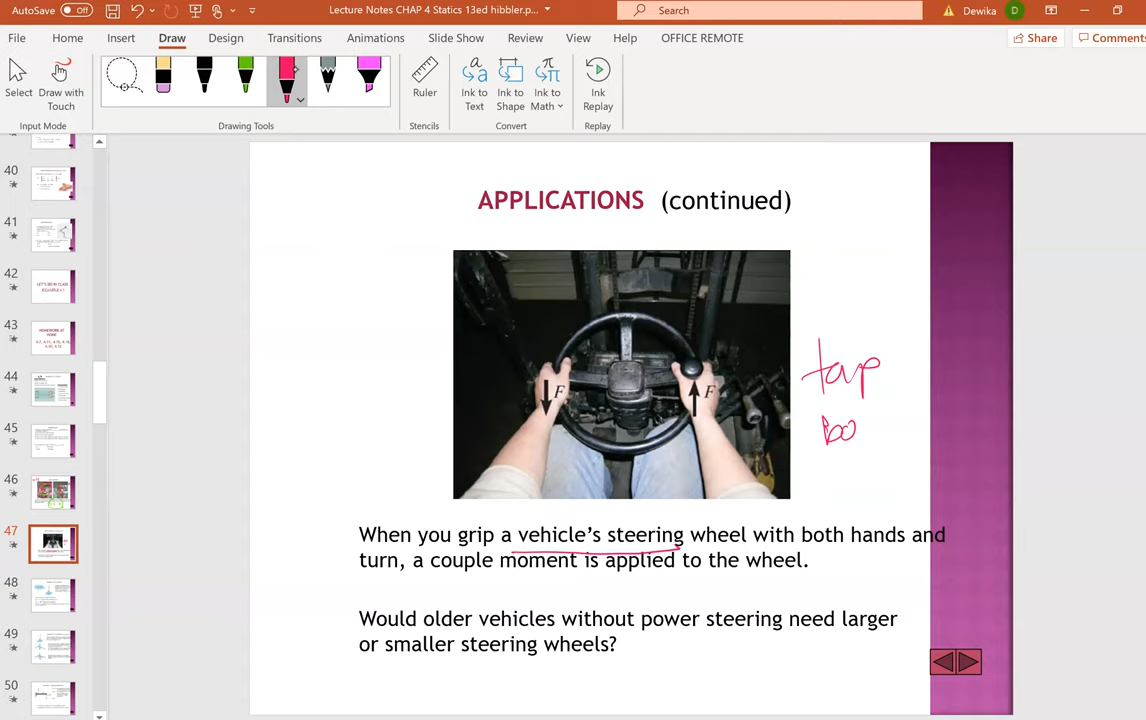 AutoSave Off
Lecture Notes CHAP 4 Statics 13ed hibbler.p...
Search
Dewika D
File Home Insert Draw Design Transitions Animations Slide Show Review View Help OFFICE REMOTE
Share Comments
Select
Draw with Touch
Ruler
Ink to Text
Ink to Shape
Ink to Math
Ink Replay
Input Mode Drawing Tools Stencils Convert Replay
40
41
42
43
44
45
46
47
48
49
50
APPLICATIONS (continued)
F F
tap
Bo
When you grip a vehicle's steering wheel with both hands and
turn, a couple moment is applied to the wheel.
Would older vehicles without power steering need larger
or smaller steering wheels?